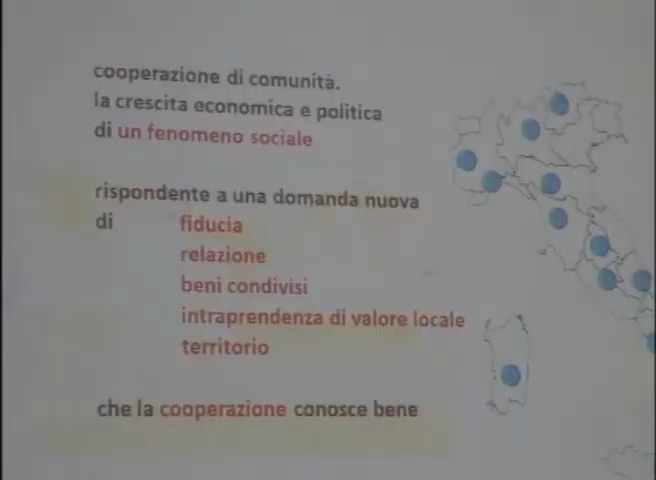 cooperazione di comunità.
la crescita economica e politica
di un fenomeno sociale
rispondente a una domanda nuova
di fiducia
relazione
beni condivisi
intraprendenza di valore locale
territorio
che la cooperazione conosce bene